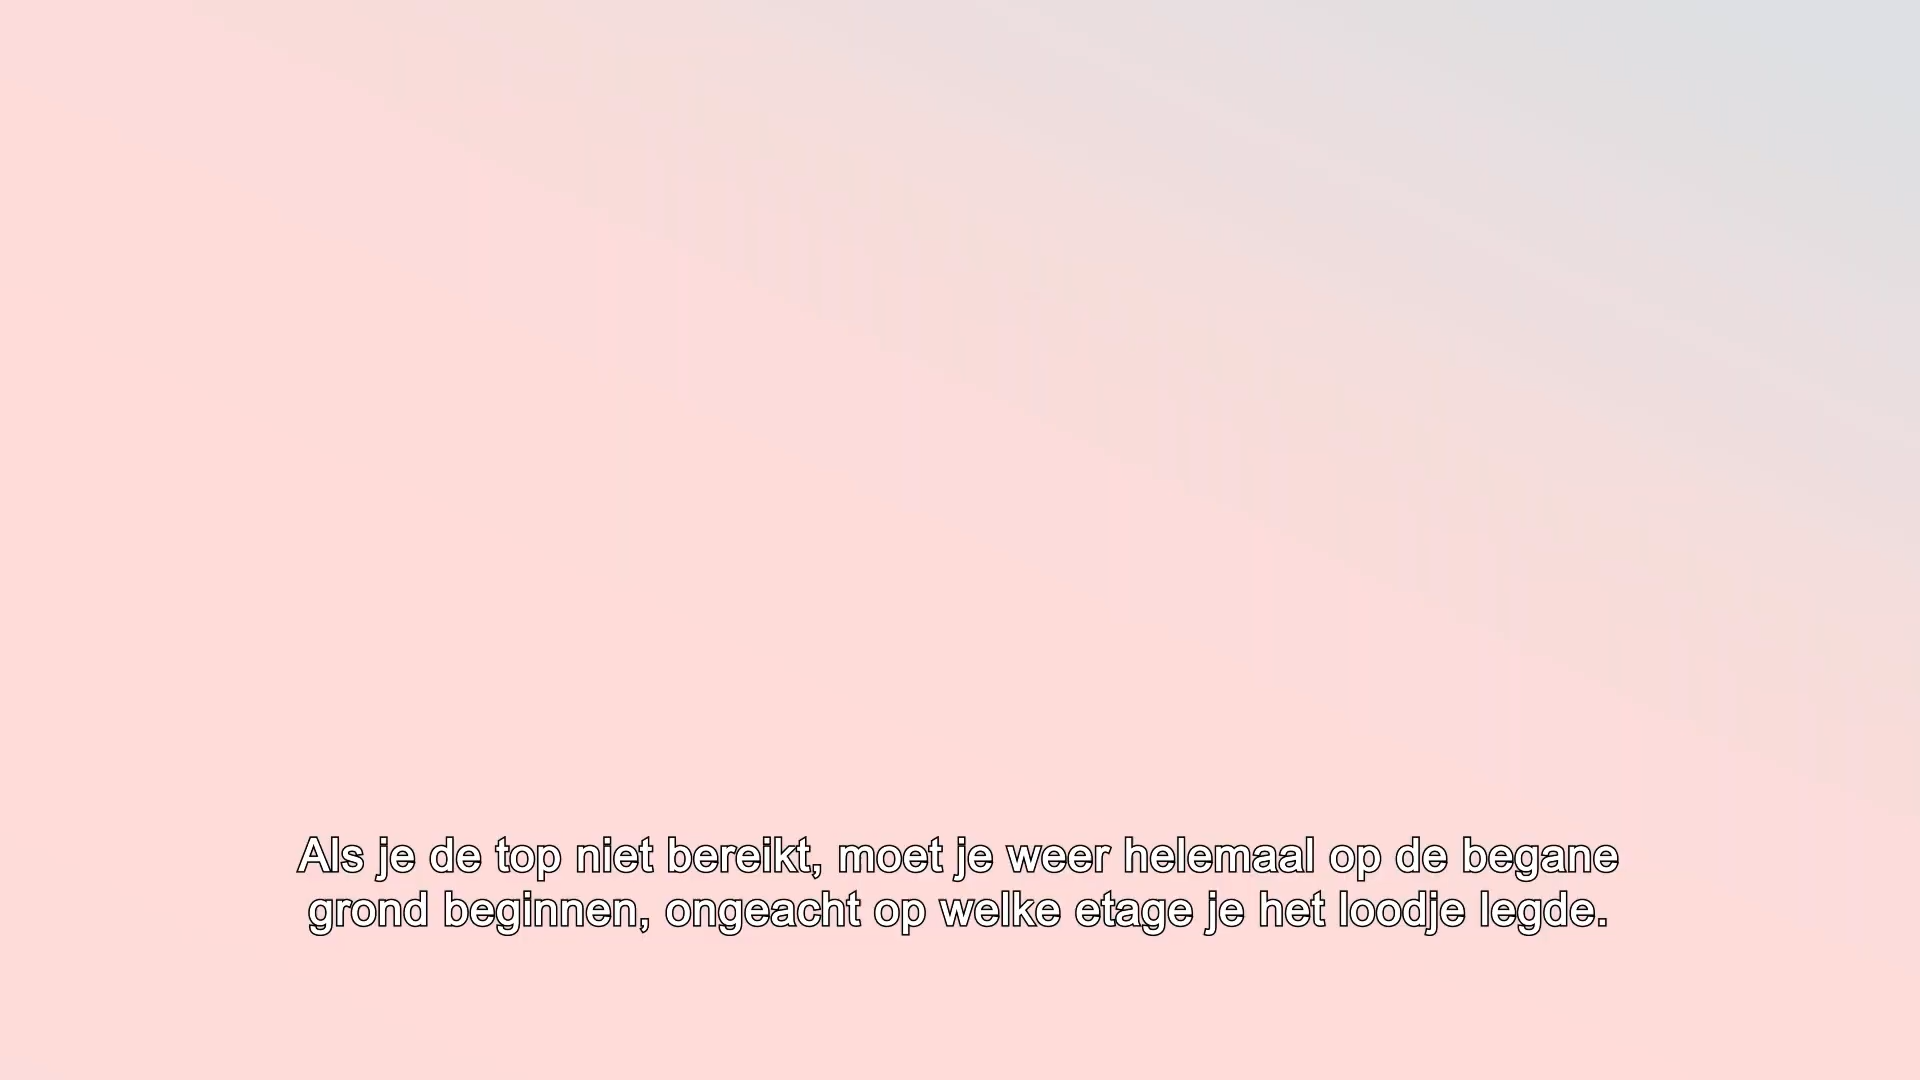 Als je de top niet bereikt, moet je weer helemaal op de begane
grond beginnen, ongeacht op welke etage je het loodje legde.